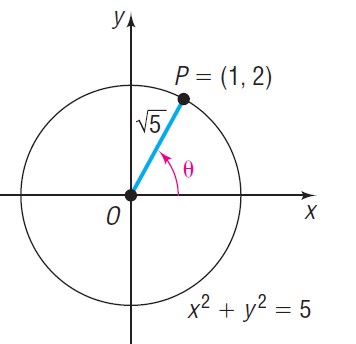 y
P = (1, 2)
√5
θ
O
x
x² + y² = 5